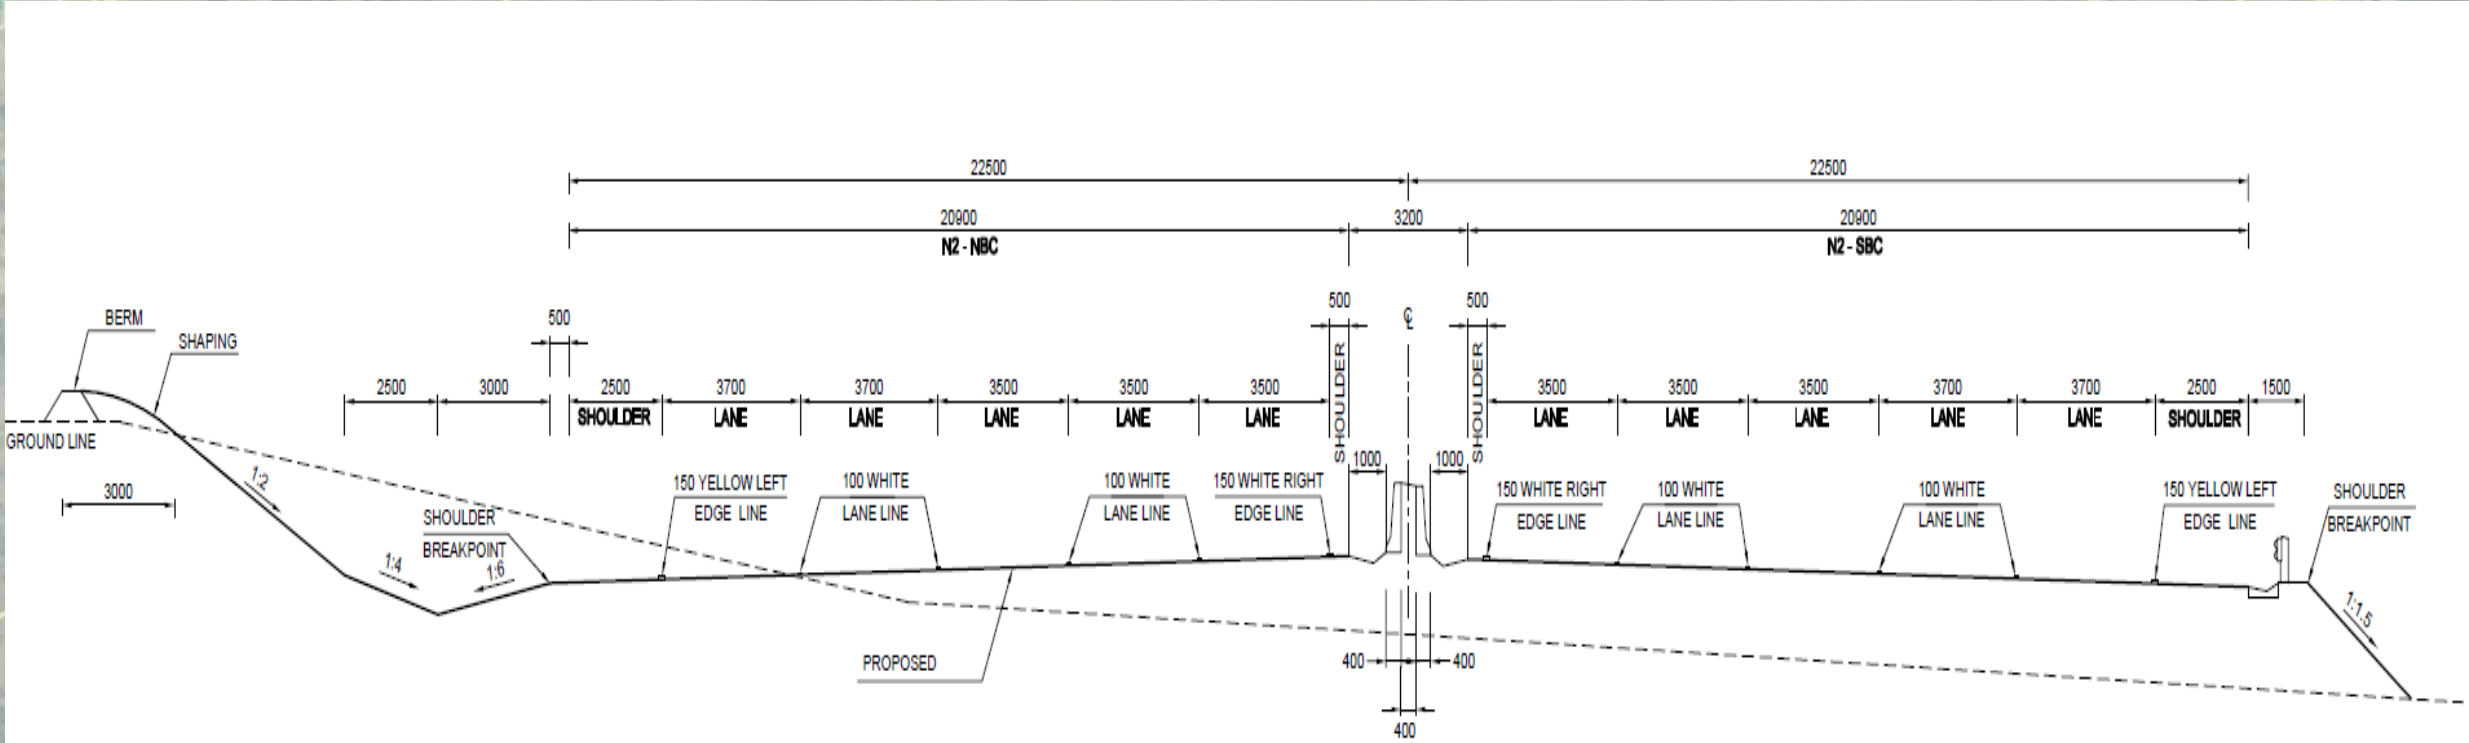 22500
22500
20900
3200
20900
N2 - NBC
N2 - SBC
500
500
500
BERM
SHAPING
℄
SHOULDER
SHOULDER
2500
3000
2500
3700
3700
3500
3500
3500
3500
3500
3500
3700
3700
2500
1500
SHOULDER
LANE
LANE
LANE
LANE
LANE
LANE
LANE
LANE
LANE
LANE
SHOULDER
GROUND LINE
3000
1:2
1000
1000
150 YELLOW LEFT
EDGE LINE
100 WHITE
LANE LINE
100 WHITE
LANE LINE
150 WHITE RIGHT
EDGE LINE
150 WHITE RIGHT
EDGE LINE
100 WHITE
LANE LINE
100 WHITE
LANE LINE
150 YELLOW LEFT
EDGE LINE
SHOULDER
BREAKPOINT
SHOULDER
BREAKPOINT
1:4
1:6
1:1.5
PROPOSED
400
400
400